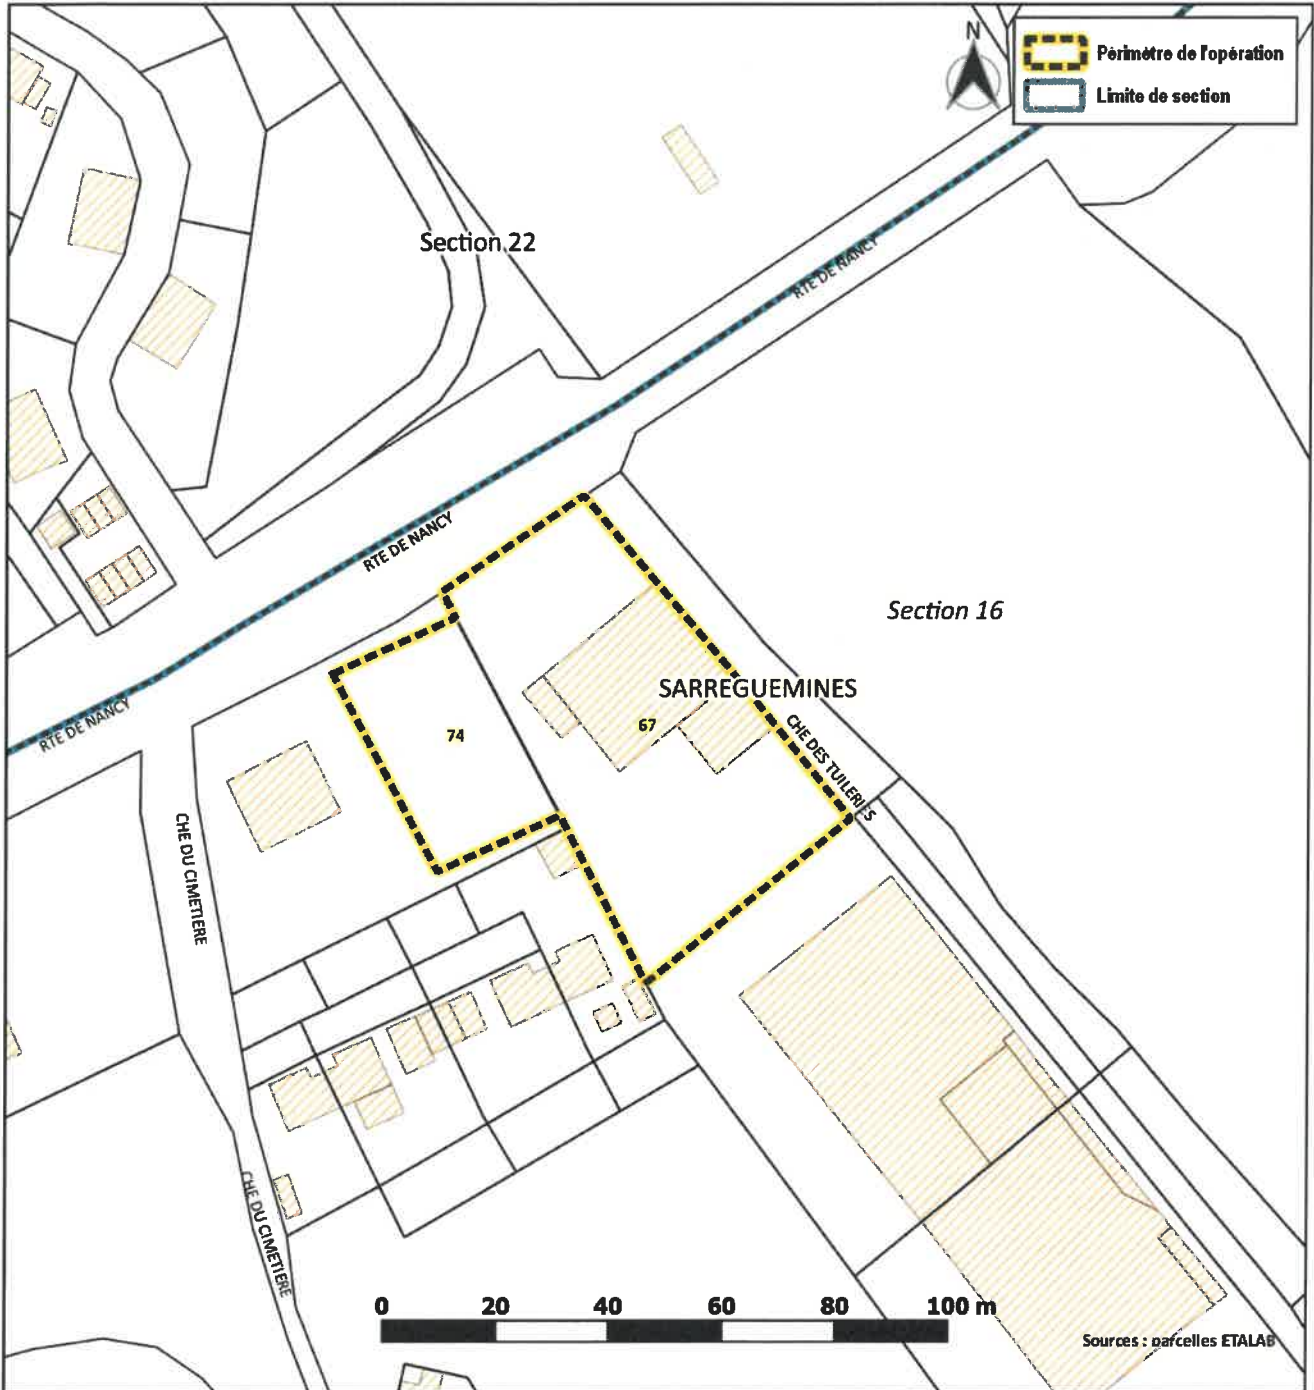 N
Périmètre de l'opération
Limite de section
Section 22
RTE DE NANCY
RTE DE NANCY
Section 16
SARREGUEMINES
67
74
RTE DE NANCY
CHE DES TUILERIES
CHE DU CIMETIERE
CHE DU CIMETIERE
0 20 40 60 80 100 m
Sources : parcelles ETALAB